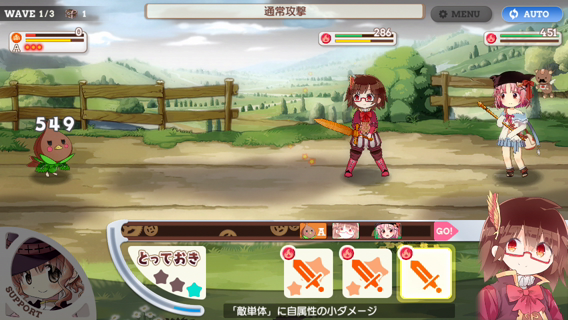 WAVE 1/3
1
通常攻撃
MENU
AUTO
0
A
286
451
549
A
GO!
とっておき
SUPPORT
「敵単体」に自属性の小ダメージ